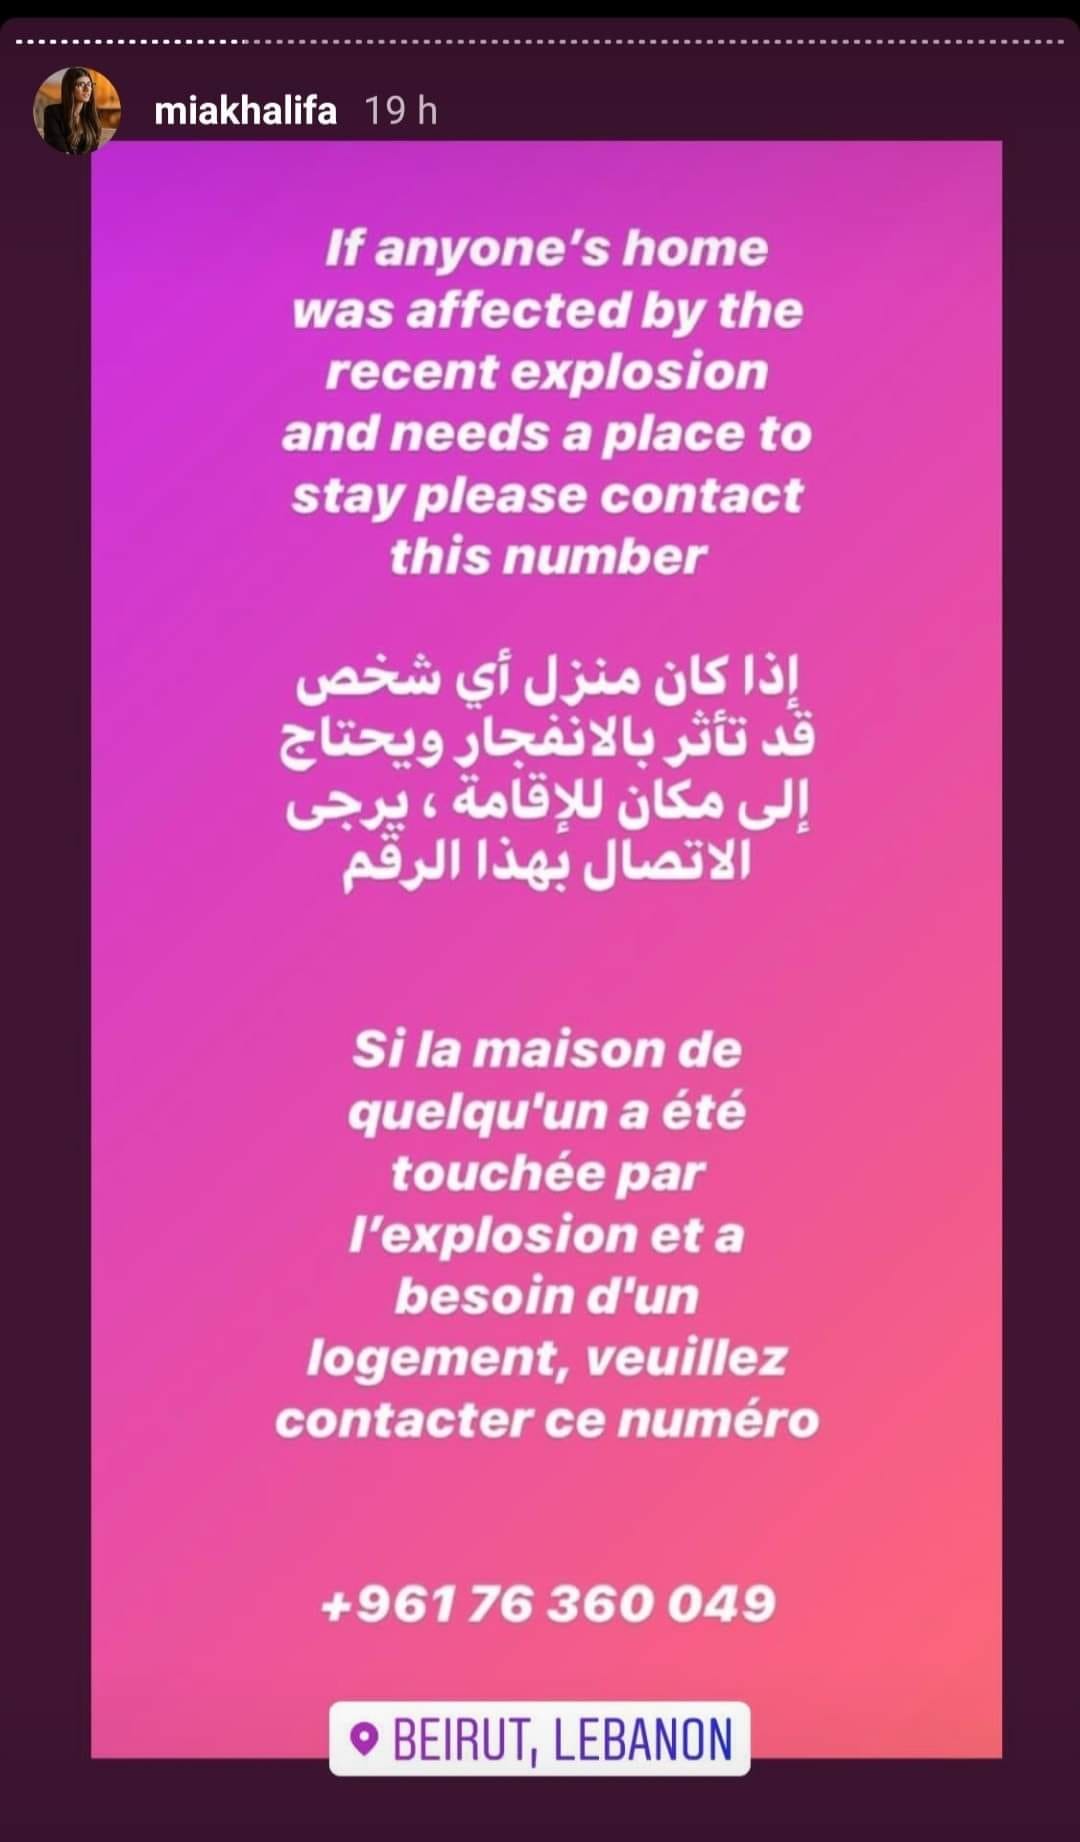 miakhalifa 19 h
If anyone’s home
was affected by the
recent explosion
and needs a place to
stay please contact
this number
إذا كان منزل أي شخص
قد تأثر بالانفجار ويحتاج
إلى مكان للإقامة ، يرجى
الاتصال بهذا الرقم
Si la maison de
quelqu'un a été
touchée par
l’explosion et a
besoin d'un
logement, veuillez
contacter ce numéro
+961 76 360 049
BEIRUT, LEBANON